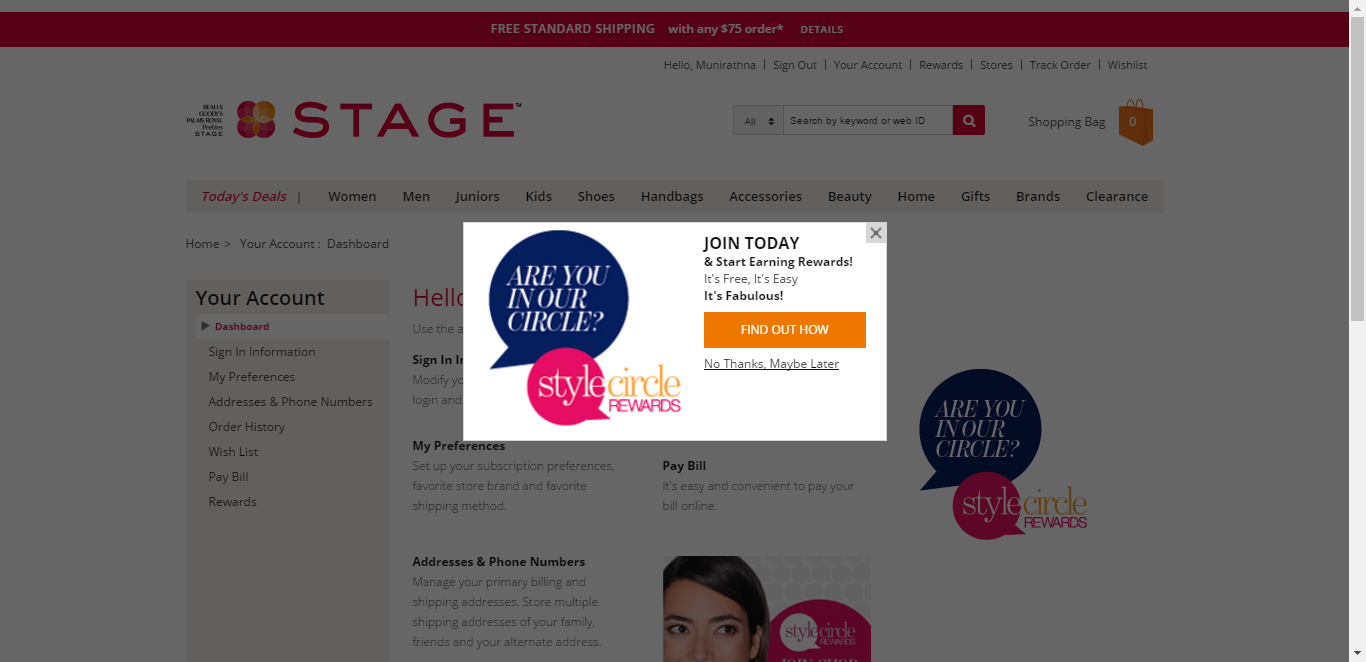 FREE STANDARD SHIPPING with any $75 order* DETAILS
Hello, Munirathna | Sign Out | Your Account | Rewards | Stores | Track Order | Wishlist
BEALLS
GOODY'S
PALAIS ROYAL
Peebles
STAGE
STAGE™
All
Search by keyword or web ID
Shopping Bag 0
Today's Deals | Women Men Juniors Kids Shoes Handbags Accessories Beauty Home Gifts Brands Clearance
Home > Your Account : Dashboard
ARE YOU
IN OUR
CIRCLE?
stylecircle
REWARDS
JOIN TODAY
& Start Earning Rewards!
It's Free, It's Easy
It's Fabulous!
FIND OUT HOW
No Thanks, Maybe Later
Your Account
Dashboard
Sign In Information
My Preferences
Addresses & Phone Numbers
Order History
Wish List
Pay Bill
Rewards
Hello
Use the a
Sign In I
Modify yo
login and
My Preferences
Set up your subscription preferences,
favorite store brand and favorite
shipping method.
Pay Bill
It's easy and convenient to pay your
bill online.
Addresses & Phone Numbers
Manage your primary billing and
shipping addresses. Store multiple
shipping addresses of your family,
friends and your alternate address.
stylecircle
REWARDS
ARE YOU
IN OUR
CIRCLE?
stylecircle
REWARDS